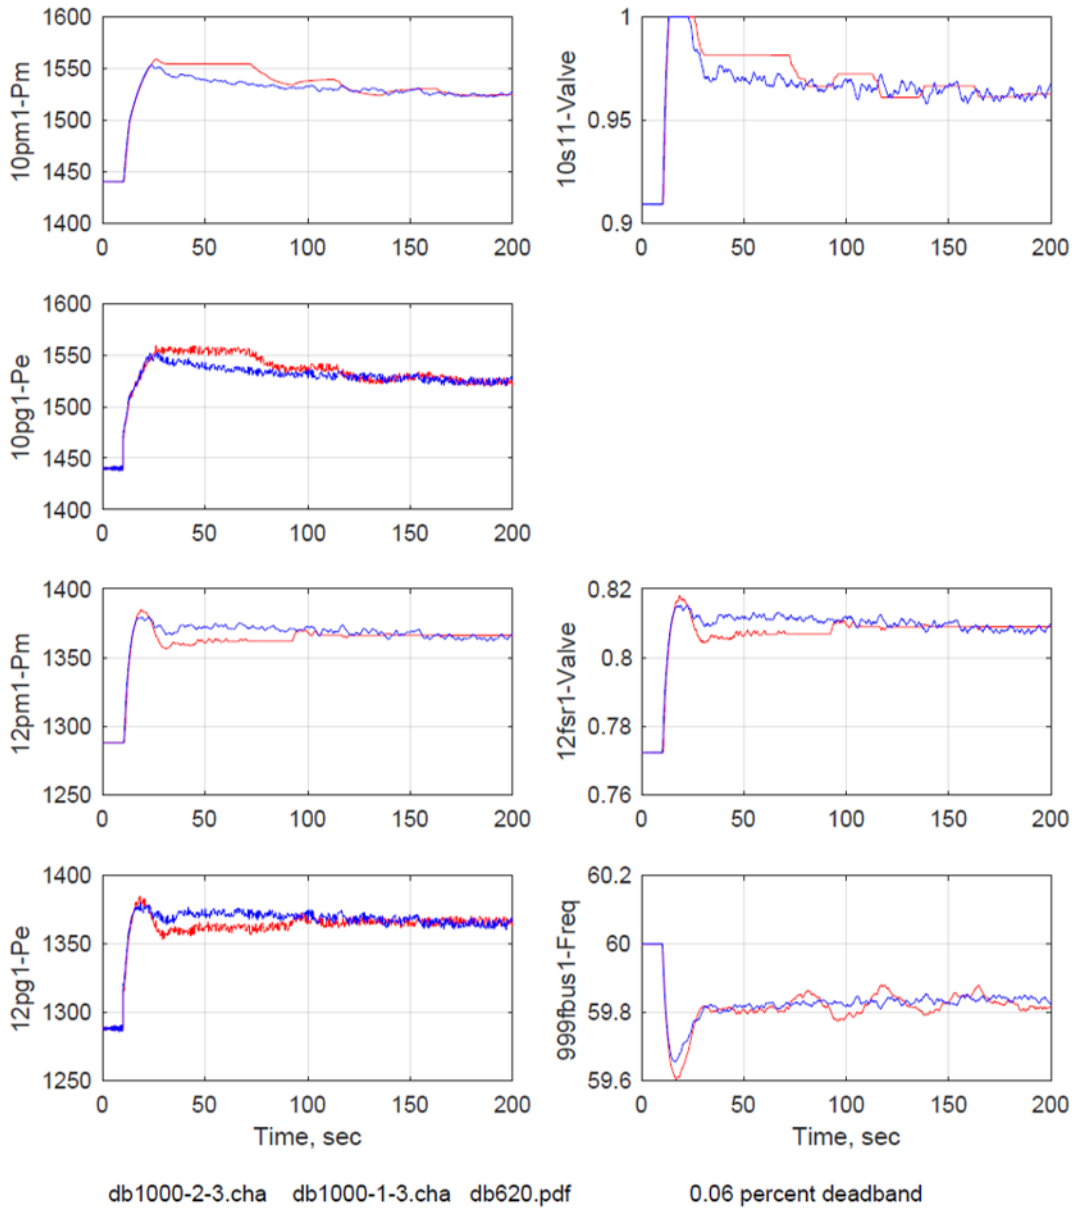 1600
1550
1500
1450
1400
10pm1-Pm
0 50 100 150 200
1
0.95
0.9
10s11-Valve
0 50 100 150 200
1600
1550
1500
1450
1400
10pg1-Pe
0 50 100 150 200
1400
1350
1300
1250
12pm1-Pm
0 50 100 150 200
0.82
0.8
0.78
0.76
12fsr1-Valve
0 50 100 150 200
1400
1350
1300
1250
12pg1-Pe
0 50 100 150 200
Time, sec
60.2
60
59.8
59.6
999fbus1-Freq
0 50 100 150 200
Time, sec
db1000-2-3.cha db1000-1-3.cha db620.pdf 0.06 percent deadband